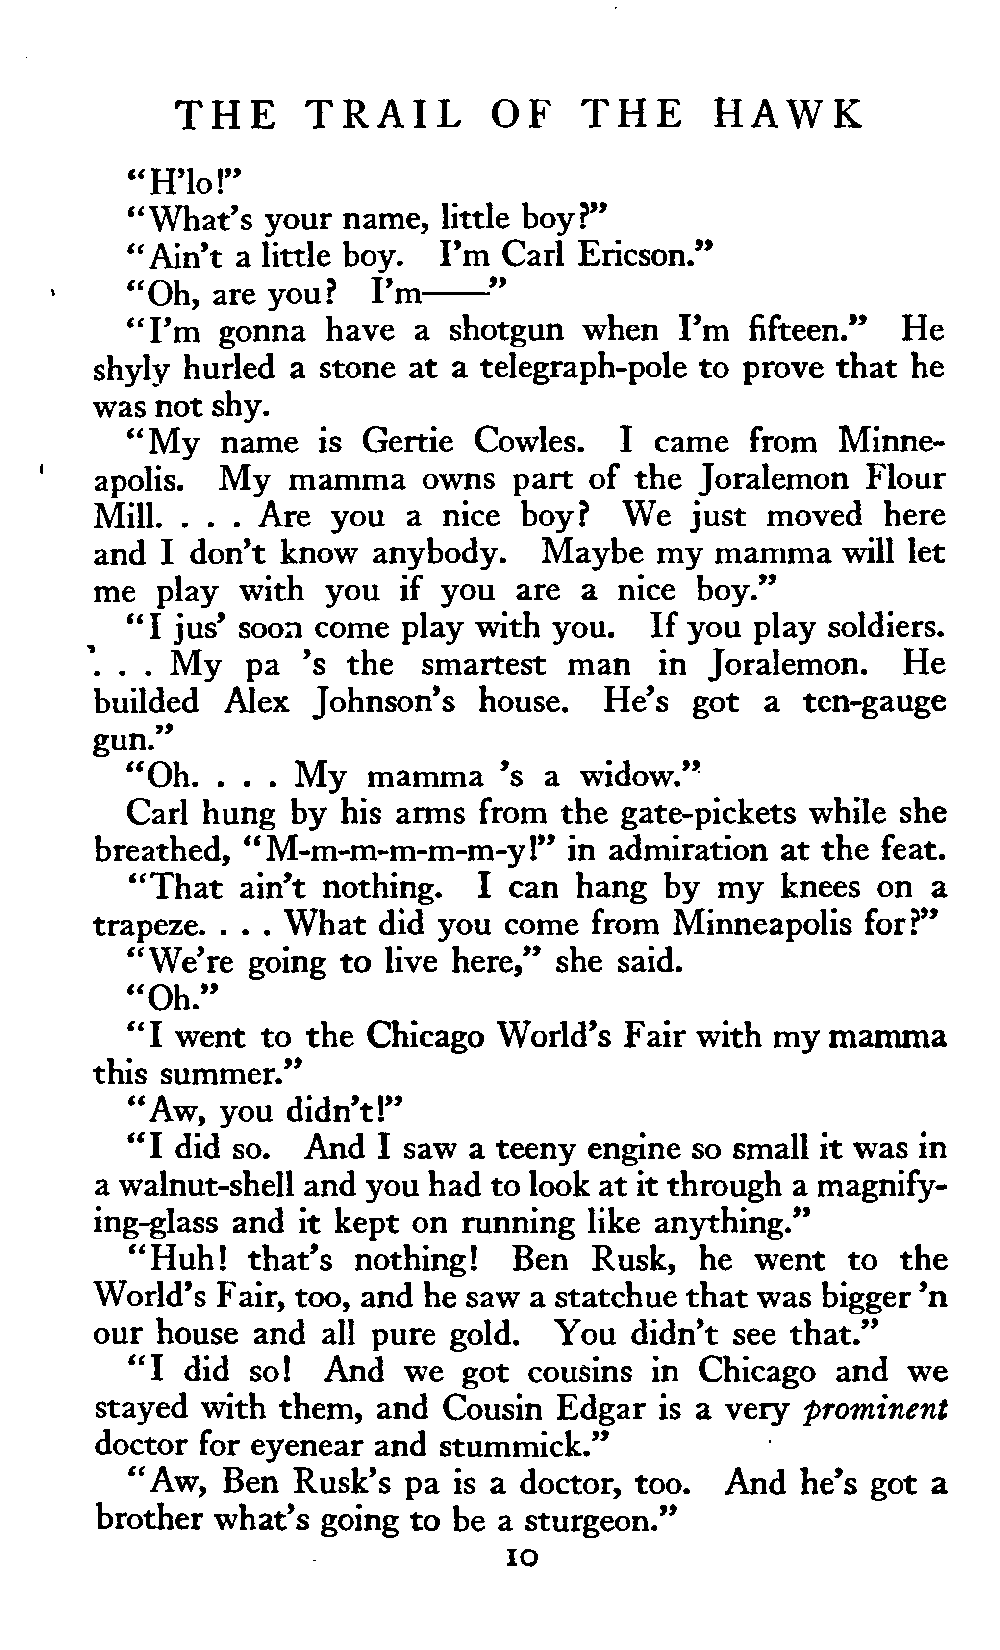 THE TRAIL OF THE HAWK
“H’lo!”
“What’s your name, little boy?”
“Ain’t a little boy. I’m Carl Ericson.”
“Oh, are you? I’m——”
“I’m gonna have a shotgun when I’m fifteen.” He
shyly hurled a stone at a telegraph-pole to prove that he
was not shy.
“My name is Gertie Cowles. I came from Minne-
apolis. My mamma owns part of the Joralemon Flour
Mill. . . . Are you a nice boy? We just moved here
and I don’t know anybody. Maybe my mamma will let
me play with you if you are a nice boy.”
“I jus’ soon come play with you. If you play soldiers.
. . . My pa ’s the smartest man in Joralemon. He
builded Alex Johnson’s house. He’s got a ten-gauge
gun.”
“Oh. . . . My mamma ’s a widow.”
Carl hung by his arms from the gate-pickets while she
breathed, “M-m-m-m-m-m-y!” in admiration at the feat.
“That ain’t nothing. I can hang by my knees on a
trapeze. . . . What did you come from Minneapolis for?”
“We’re going to live here,” she said.
“Oh.”
“I went to the Chicago World’s Fair with my mamma
this summer.”
“Aw, you didn’t!”
“I did so. And I saw a teeny engine so small it was in
a walnut-shell and you had to look at it through a magnify-
ing-glass and it kept on running like anything.”
“Huh! that’s nothing! Ben Rusk, he went to the
World’s Fair, too, and he saw a statchue that was bigger ’n
our house and all pure gold. You didn’t see that.”
“I did so! And we got cousins in Chicago and we
stayed with them, and Cousin Edgar is a very prominent
doctor for eyenear and stummick.”
“Aw, Ben Rusk’s pa is a doctor, too. And he’s got a
brother what’s going to be a sturgeon.”
10